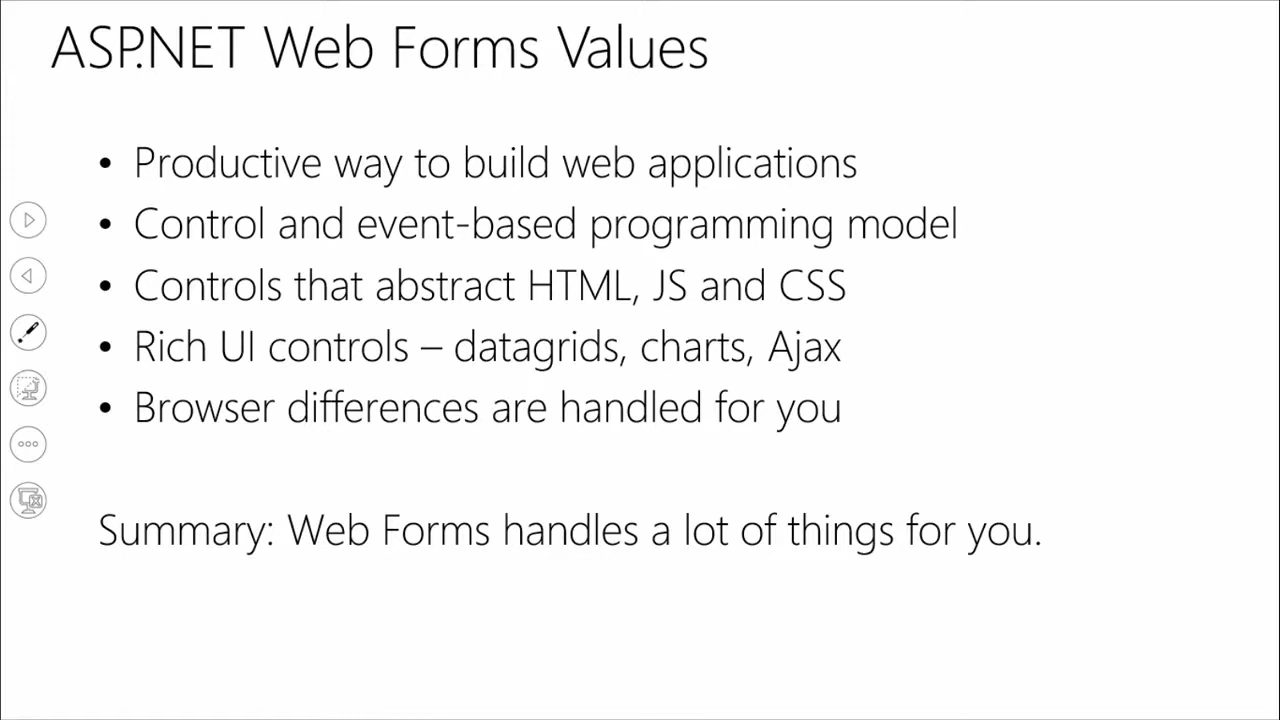 ASP.NET Web Forms Values
• Productive way to build web applications
• Control and event-based programming model
• Controls that abstract HTML, JS and CSS
• Rich UI controls – datagrids, charts, Ajax
• Browser differences are handled for you
Summary: Web Forms handles a lot of things for you.